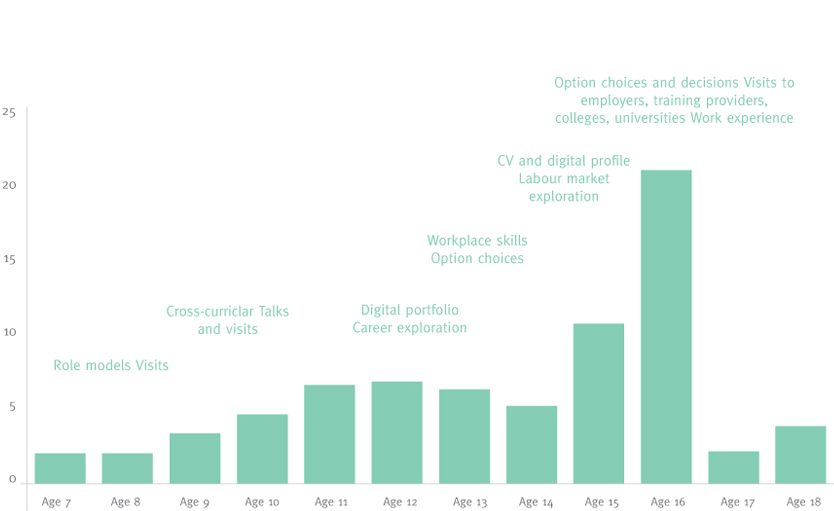 Option choices and decisions Visits to
employers, training providers,
colleges, universities Work experience
25
CV and digital profile
Labour market
exploration
20
Workplace skills
Option choices
15
Cross-curriclar Talks
and visits
Digital portfolio
Career exploration
10
Role models Visits
5
0
Age 7 Age 8 Age 9 Age 10 Age 11 Age 12 Age 13 Age 14 Age 15 Age 16 Age 17 Age 18